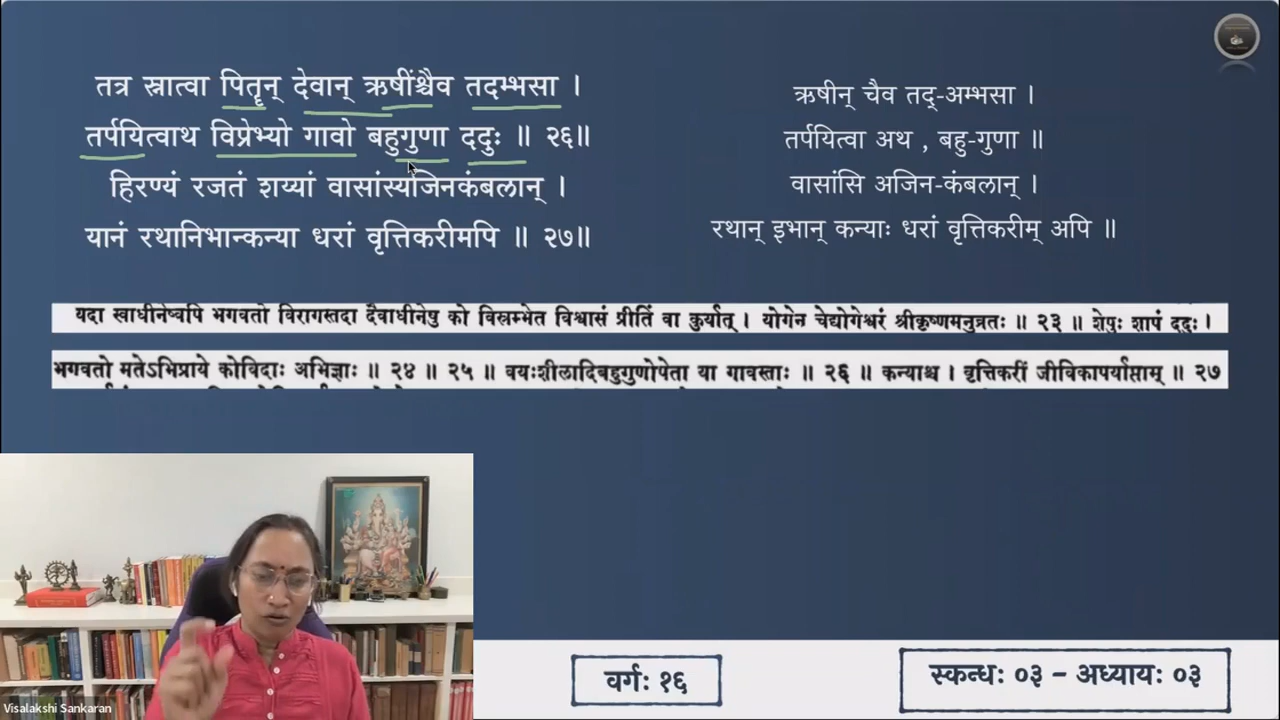 तत्र स्नात्वा पितॄन् देवान् ऋषींश्चैव तदम्भसा ।
तर्पयित्वाथ विप्रेभ्यो गावो बहुगुणा ददुः ॥ २६॥
हिरण्यं रजतं शय्यां वासांस्यजिनकंबलान् ।
यानं रथानिभान्कन्या धरां वृत्तिकरीमपि ॥ २७॥
ऋषीन् चैव तद्-अम्भसा ।
तर्पयित्वा अथ , बहु-गुणा ॥
वासांसि अजिन-कंबलान् ।
रथान् इभान् कन्याः धरां वृत्तिकरीम् अपि ॥
यदा स्वाधीनेष्वपि भगवतो विरागस्तदा दैवाधीनेषु को विस्रम्भेत विश्वासं प्रीतिं वा कुर्यात् । योगेन चेद्योगेश्वरं श्रीकृष्णमनुव्रतः ॥ २३ ॥ शेपुः शापं ददुः ।
भगवतो मतेऽभिप्राये कोविदाः अभिज्ञाः ॥ २४ ॥ २५ ॥ वयःशीलादिबहुगुणोपेता या गावस्ताः ॥ २६ ॥ कन्याश्च । वृत्तिकरीं जीविकापर्याप्ताम् ॥ २७
Visalakshi Sankaran
वर्गः १६
स्कन्धः ०३ – अध्यायः ०३